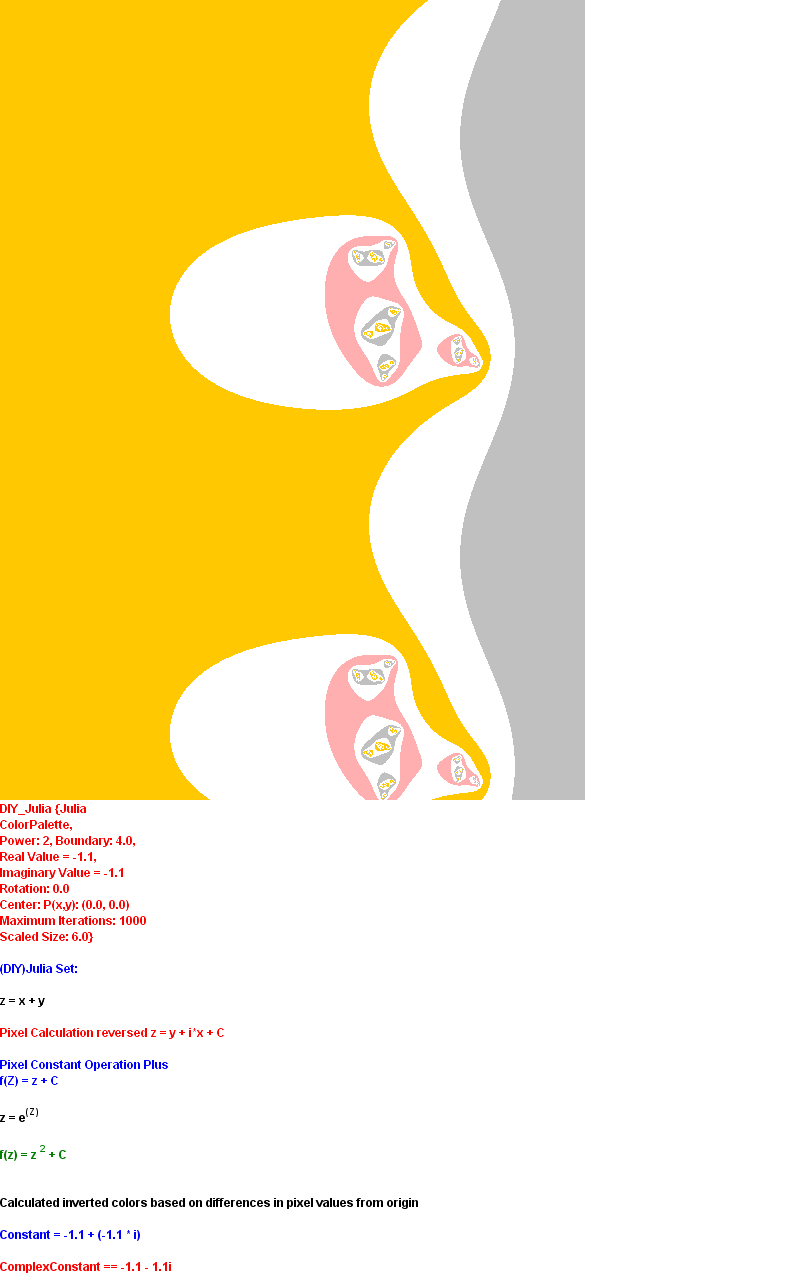 DIY_Julia {Julia
ColorPalette,
Power: 2, Boundary: 4.0,
Real Value = -1.1,
Imaginary Value = -1.1
Rotation: 0.0
Center: P(x,y): (0.0, 0.0)
Maximum Iterations: 1000
Scaled Size: 6.0}
(DIY)Julia Set:
z = x + y
Pixel Calculation reversed z = y + i*x + C
Pixel Constant Operation Plus
f(Z) = z + C
z = e(Z)
f(z) = z 2 + C
Calculated inverted colors based on differences in pixel values from origin
Constant = -1.1 + (-1.1 * i)
ComplexConstant == -1.1 - 1.1i